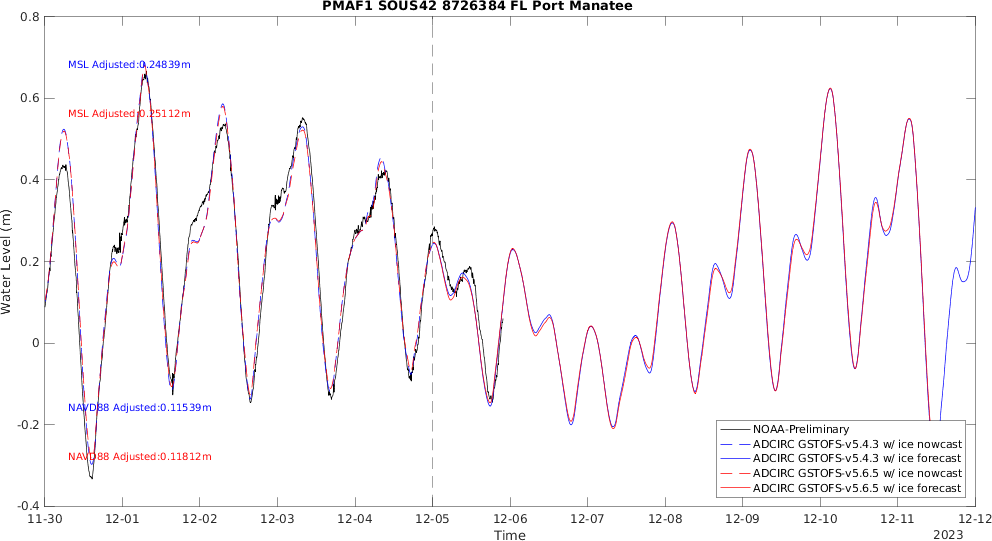 PMAF1 SOUS42 8726384 FL Port Manatee
0.8
0.6
0.4
0.2
0
-0.2
-0.4
Water Level (m)
MSL Adjusted:0.24839m
MSL Adjusted:0.25112m
NAVD88 Adjusted:0.11539m
NAVD88 Adjusted:0.11812m
NOAA-Preliminary
ADCIRC GSTOFS-v5.4.3 w/ ice nowcast
ADCIRC GSTOFS-v5.4.3 w/ ice forecast
ADCIRC GSTOFS-v5.6.5 w/ ice nowcast
ADCIRC GSTOFS-v5.6.5 w/ ice forecast
11-30 12-01 12-02 12-03 12-04 12-05 12-06 12-07 12-08 12-09 12-10 12-11 12-12
Time
2023